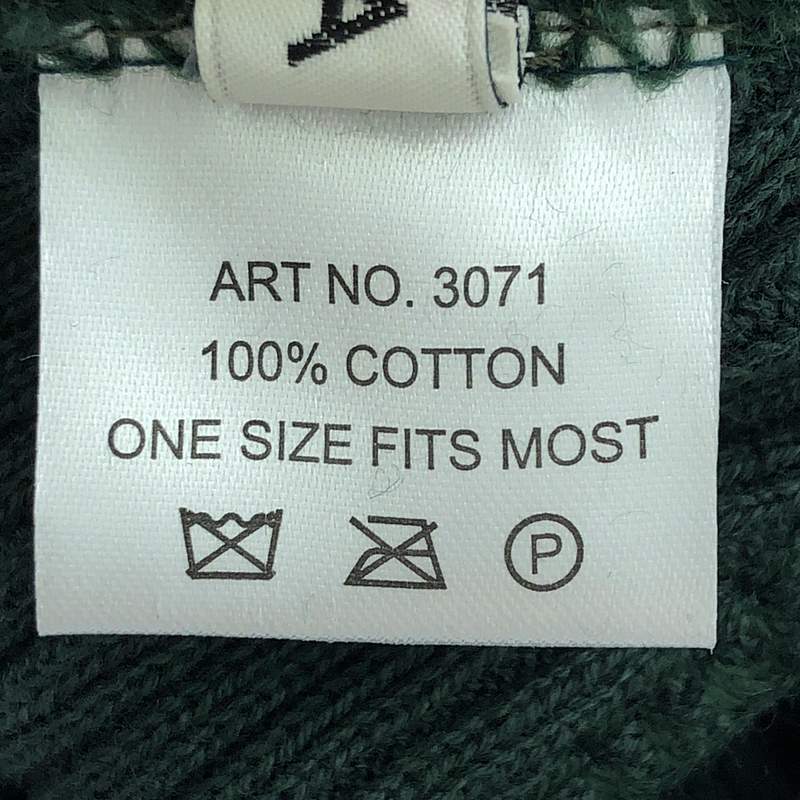 A
ART NO. 3071
100% COTTON
ONE SIZE FITS MOST
P